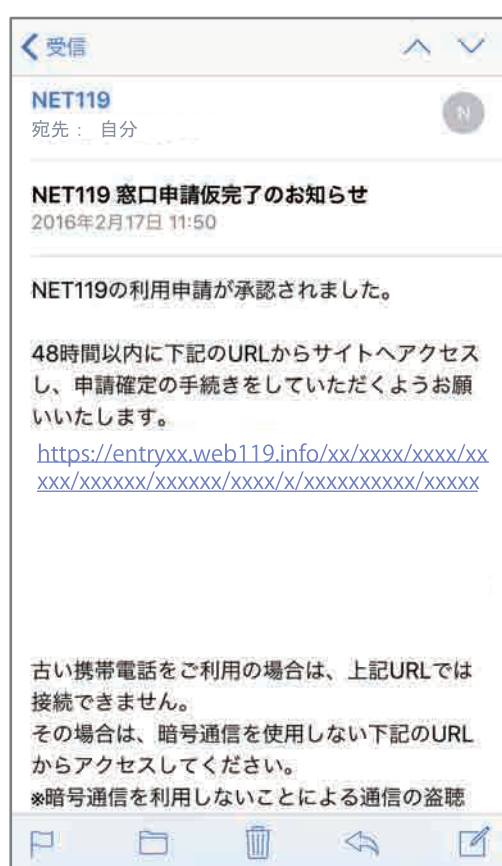 受信
NET119
宛先： 自分
N
NET119 窓口申請仮完了のお知らせ
2016年2月17日 11:50
NET119の利用申請が承認されました。
48時間以内に下記のURLからサイトへアクセス
し、申請確定の手続きをしていただくようお願
いいたします。
https://entryxx.web119.info/xx/xxxx/xxxx/xx
xxx/xxxxxx/xxxxxx/xxxx/x/xxxxxxxxxx/xxxxx
古い携帯電話をご利用の場合は、上記URLでは
接続できません。
その場合は、暗号通信を使用しない下記のURL
からアクセスしてください。
※暗号通信を利用しないことによる通信の盗聴